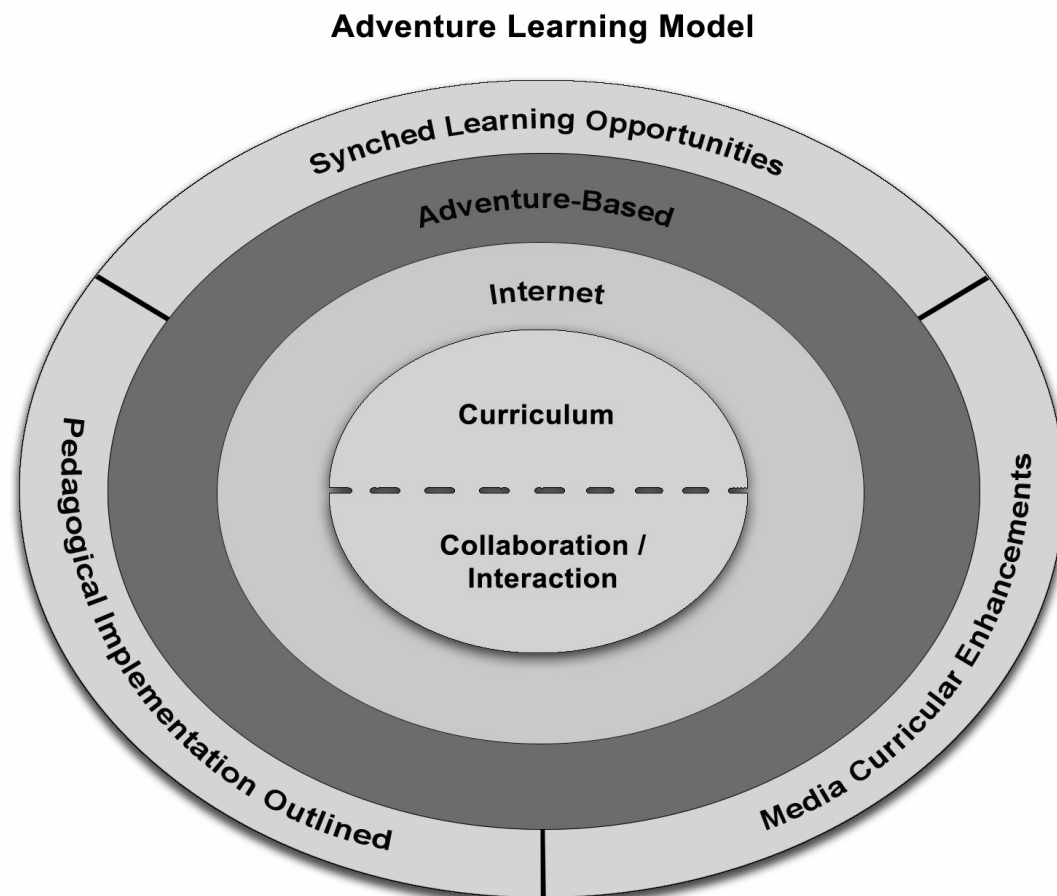 Adventure Learning Model
Synched Learning Opportunities
Adventure-Based
Internet
Curriculum
Collaboration /
Interaction
Pedagogical Implementation Outlined
Media Curricular Enhancements